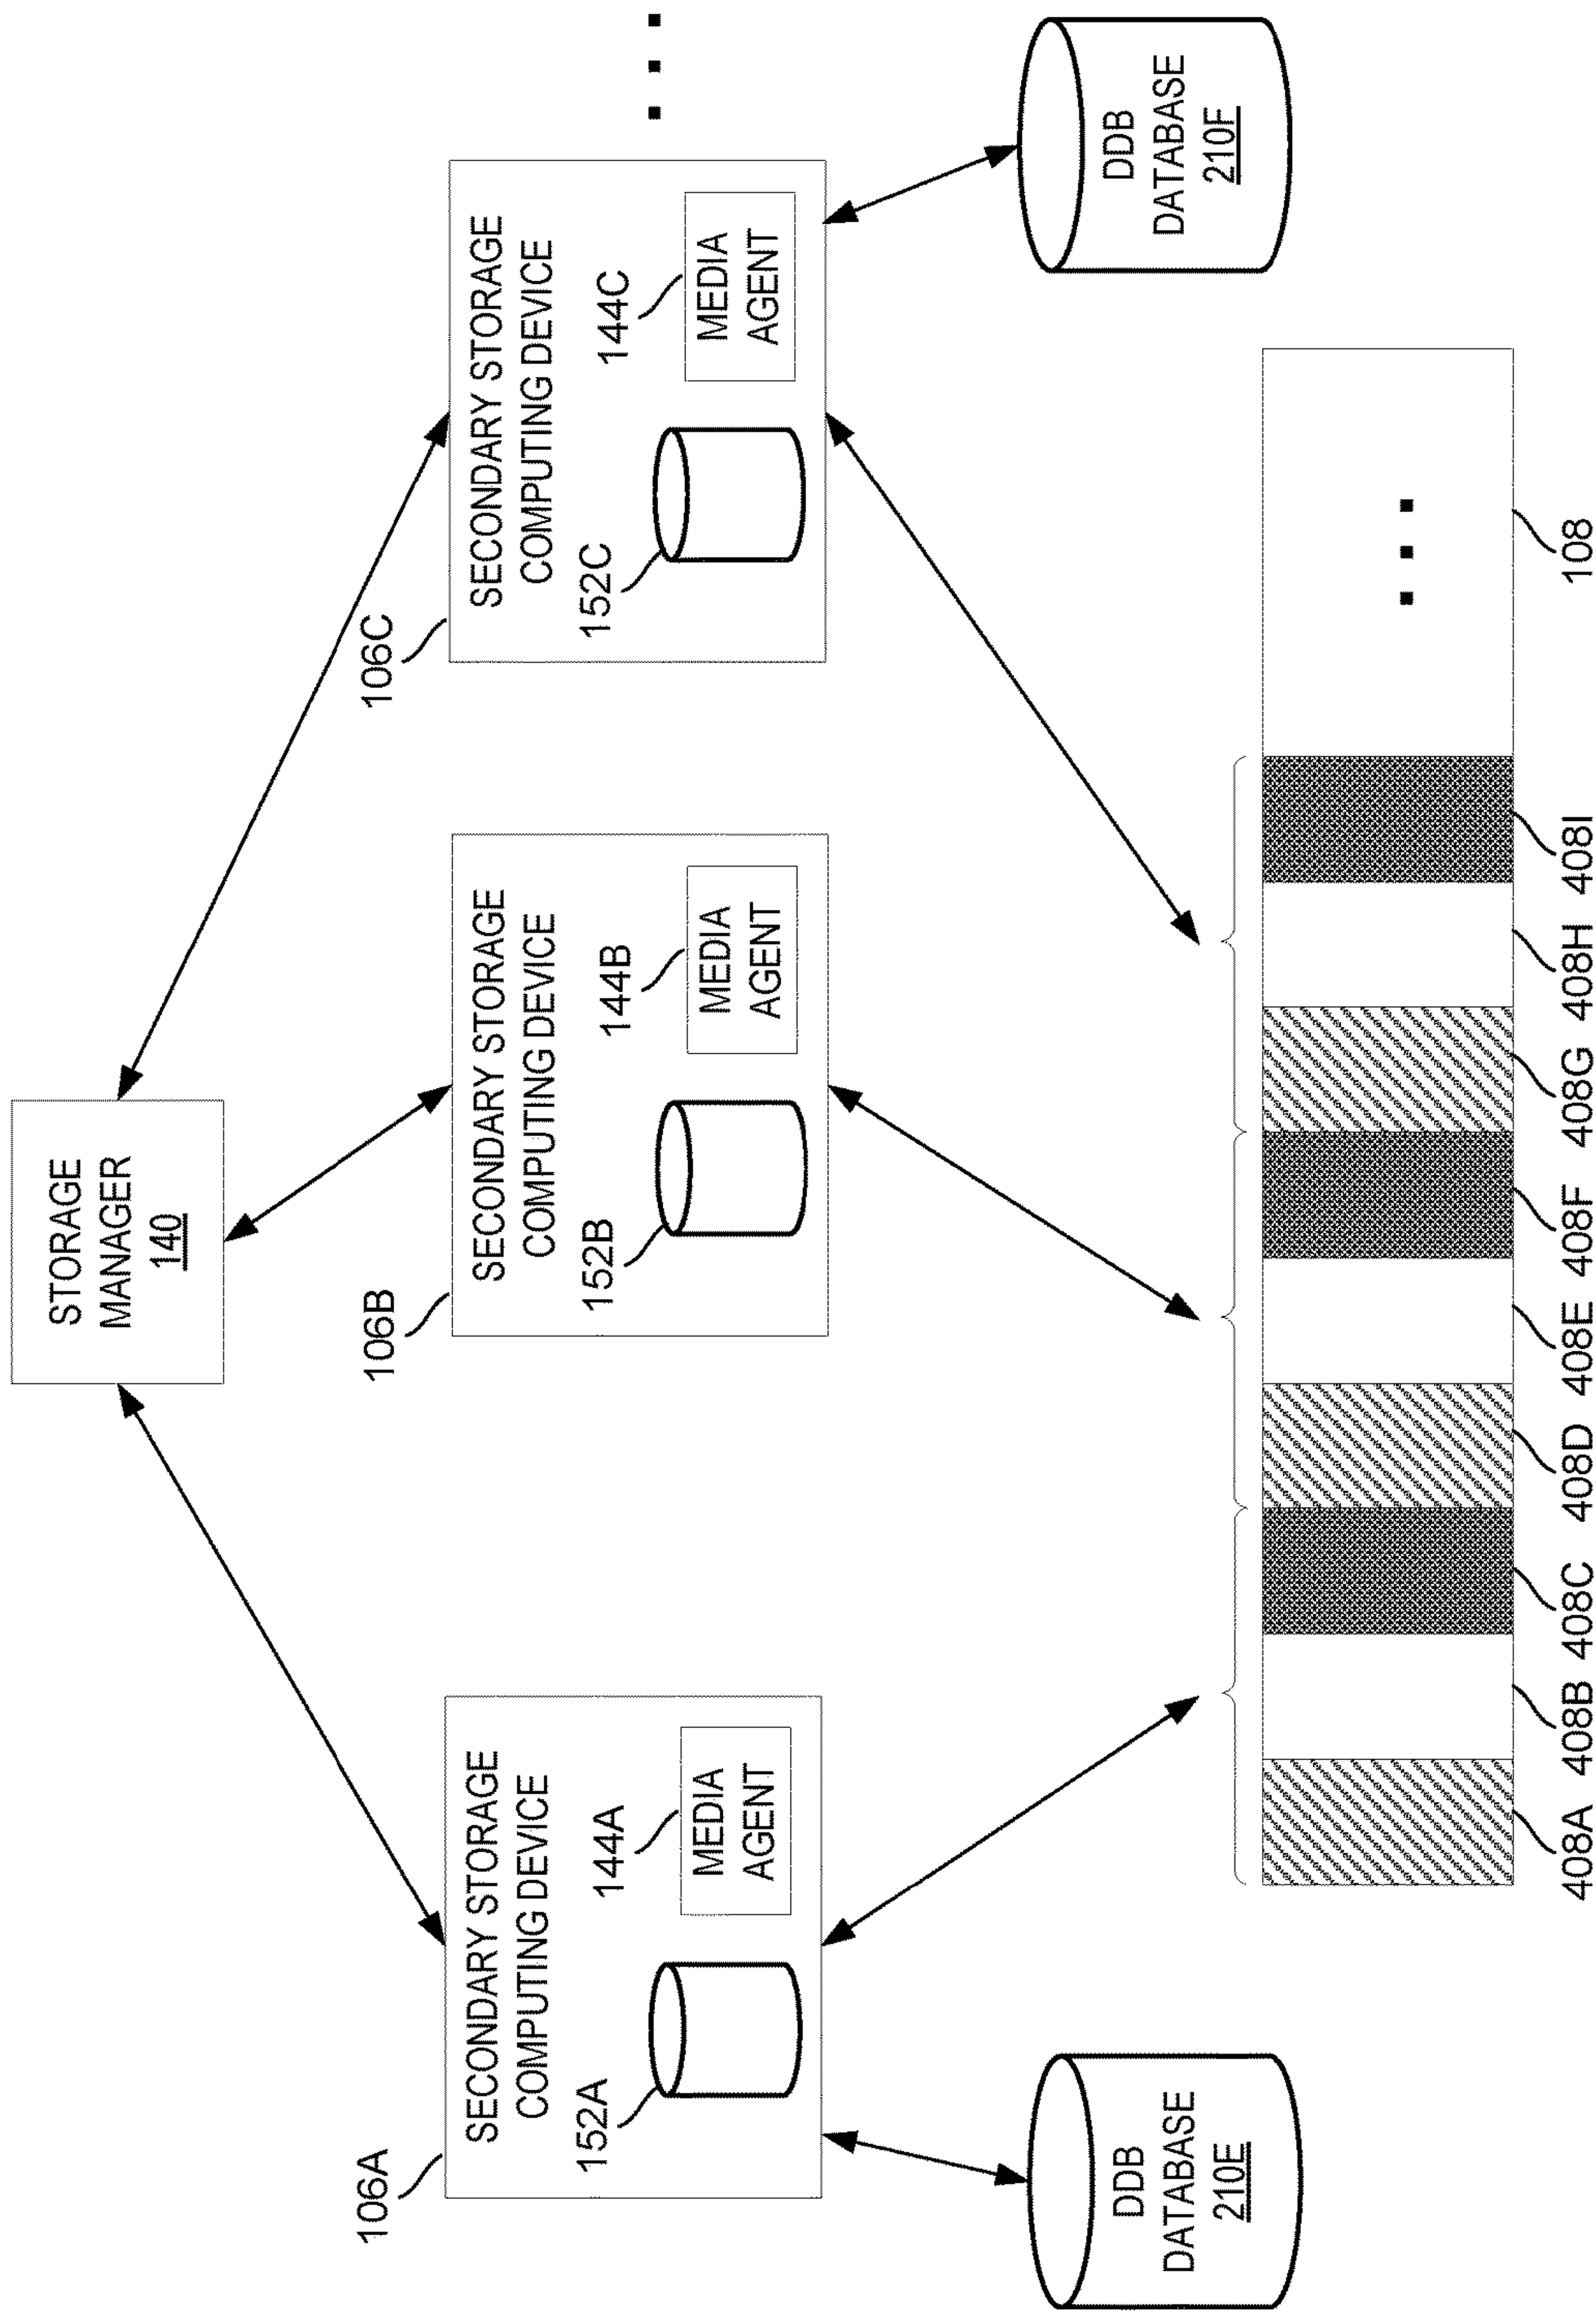 STORAGE
MANAGER
140
106A
SECONDARY STORAGE
COMPUTING DEVICE
152A
144A
MEDIA
AGENT
106B
SECONDARY STORAGE
COMPUTING DEVICE
152B
144B
MEDIA
AGENT
106C
SECONDARY STORAGE
COMPUTING DEVICE
152C
144C
MEDIA
AGENT
DDB
DATABASE
210E
DDB
DATABASE
210F
408A 408B 408C 408D 408E 408F 408G 408H 408I 108